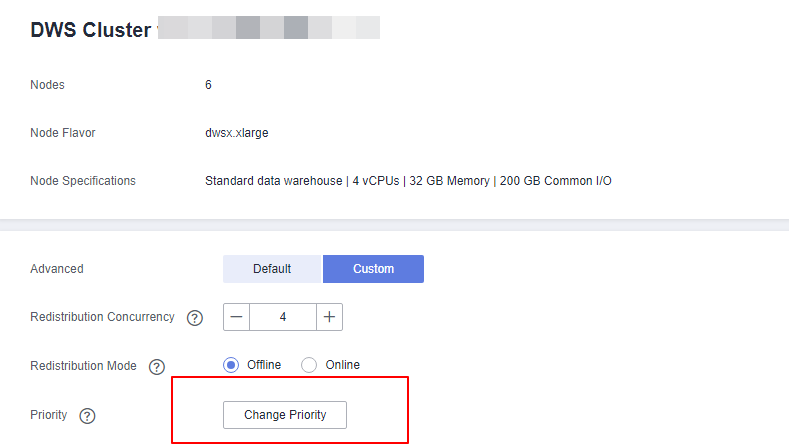 DWS Cluster
Nodes 6
Node Flavor dwsx.xlarge
Node Specifications Standard data warehouse | 4 vCPUs | 32 GB Memory | 200 GB Common I/O
Advanced Default Custom
Redistribution Concurrency ? − 4 +
Redistribution Mode ? Offline Online
Priority ? Change Priority